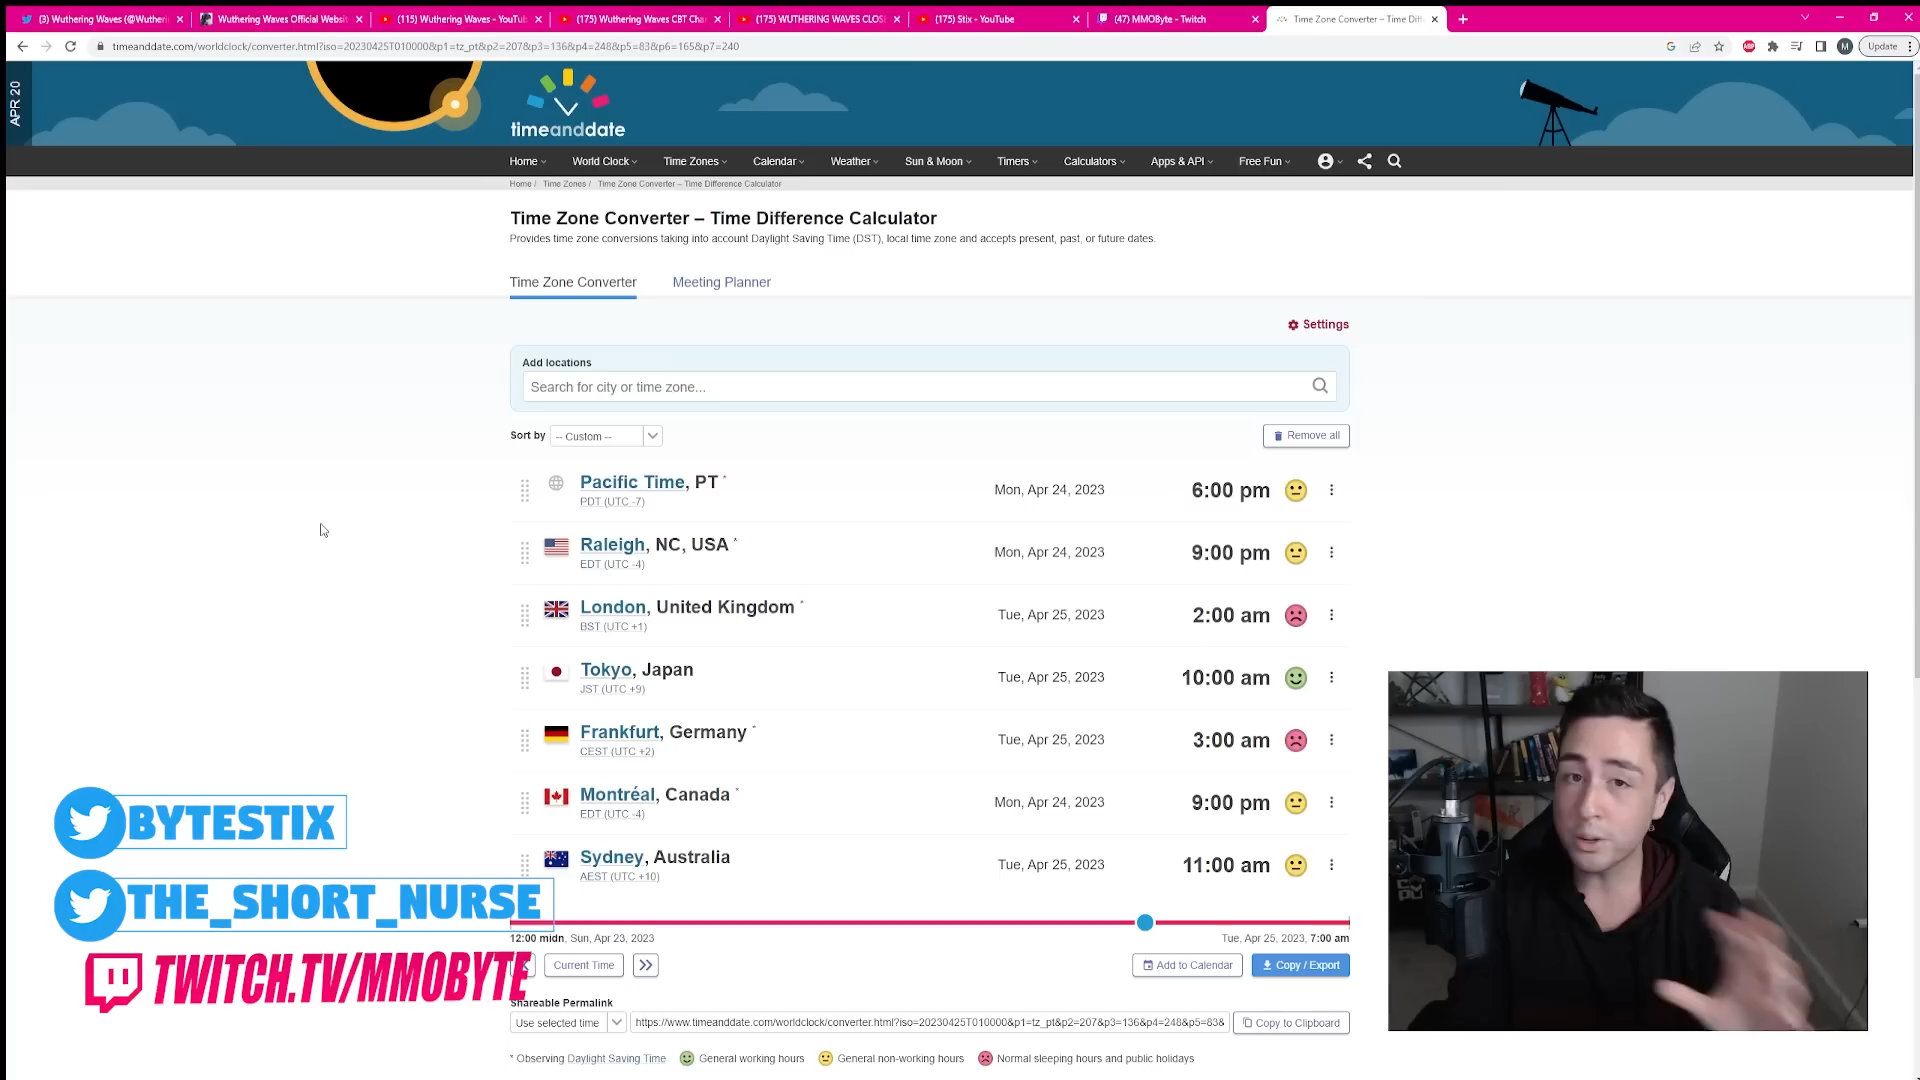 (3) Wuthering Waves (@Wutheri
Wuthering Waves Official Websit
(115) Wuthering Waves - YouTub
(175) Wuthering Waves CBT Cha
(175) WUTHERING WAVES CLOS
(175) Stix - YouTube
(47) MMOByte - Twitch
Time Zone Converter – Time Diff
timeanddate.com/worldclock/converter.html?iso=20230425T010000&p1=tz_pt&p2=207&p3=136&p4=248&p5=83&p6=165&p7=240
ABP
M
Update
APR 20
timeanddate
Home
World Clock
Time Zones
Calendar
Weather
Sun & Moon
Timers
Calculators
Apps & API
Free Fun
Home / Time Zones / Time Zone Converter – Time Difference Calculator
Time Zone Converter – Time Difference Calculator
Provides time zone conversions taking into account Daylight Saving Time (DST), local time zone and accepts present, past, or future dates.
Time Zone Converter
Meeting Planner
Settings
Add locations
Search for city or time zone...
Sort by
-- Custom --
Remove all
Pacific Time, PT * Mon, Apr 24, 2023 6:00 pm
PDT (UTC -7)
Raleigh, NC, USA * Mon, Apr 24, 2023 9:00 pm
EDT (UTC -4)
London, United Kingdom * Tue, Apr 25, 2023 2:00 am
BST (UTC +1)
Tokyo, Japan Tue, Apr 25, 2023 10:00 am
JST (UTC +9)
Frankfurt, Germany * Tue, Apr 25, 2023 3:00 am
CEST (UTC +2)
Montréal, Canada * Mon, Apr 24, 2023 9:00 pm
EDT (UTC -4)
Sydney, Australia Tue, Apr 25, 2023 11:00 am
AEST (UTC +10)
BYTESTIX
THE_SHORT_NURSE
TWITCH.TV/MMOBYTE
12:00 midn, Sun, Apr 23, 2023
Tue, Apr 25, 2023, 7:00 am
Current Time
Add to Calendar
Copy / Export
Shareable Permalink
Use selected time
https://www.timeanddate.com/worldclock/converter.html?iso=20230425T010000&p1=tz_pt&p2=207&p3=136&p4=248&p5=83&
Copy to Clipboard
* Observing Daylight Saving Time
General working hours
General non-working hours
Normal sleeping hours and public holidays